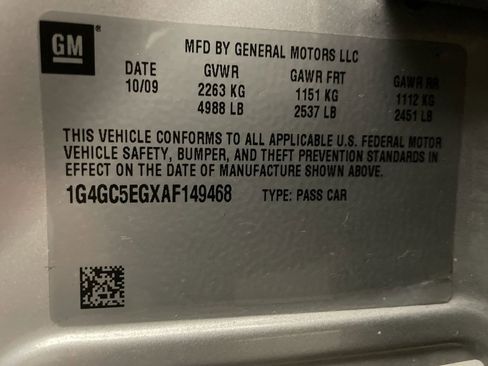 GM
MFD BY GENERAL MOTORS LLC
DATE GVWR GAWR FRT GAWR RR
10/09 2263 KG 1151 KG 1112 KG
4988 LB 2537 LB 2451 LB
THIS VEHICLE CONFORMS TO ALL APPLICABLE U.S. FEDERAL MOTOR
VEHICLE SAFETY, BUMPER, AND THEFT PREVENTION STANDARDS IN
EFFECT ON THE DATE OF MANUFACTURE SHOWN ABOVE.
1G4GC5EGXAF149468 TYPE: PASS CAR